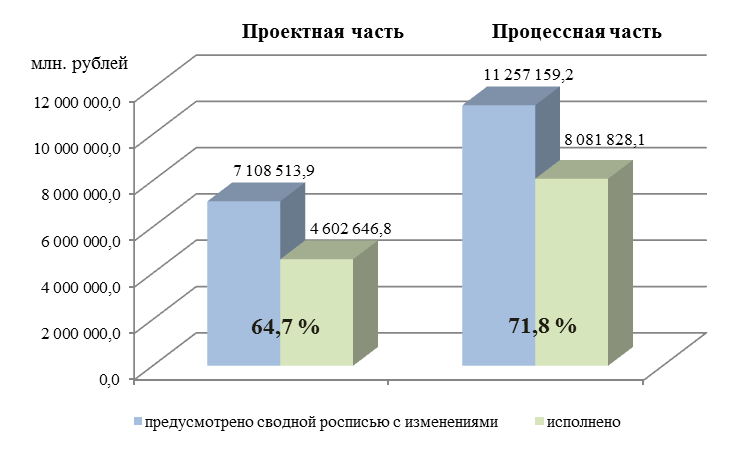 Проектная часть
Процессная часть
млн. рублей
12 000 000,0
10 000 000,0
8 000 000,0
6 000 000,0
4 000 000,0
2 000 000,0
0,0
7 108 513,9
4 602 646,8
64,7 %
11 257 159,2
8 081 828,1
71,8 %
предусмотрено сводной росписью с изменениями
исполнено